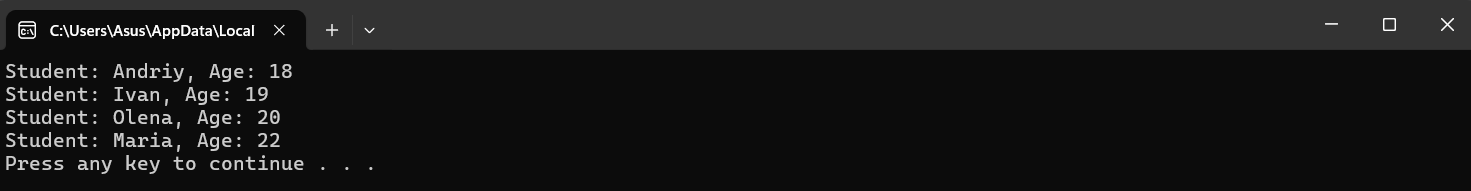 C:\Users\Asus\AppData\Local
Student: Andriy, Age: 18
Student: Ivan, Age: 19
Student: Olena, Age: 20
Student: Maria, Age: 22
Press any key to continue . . .